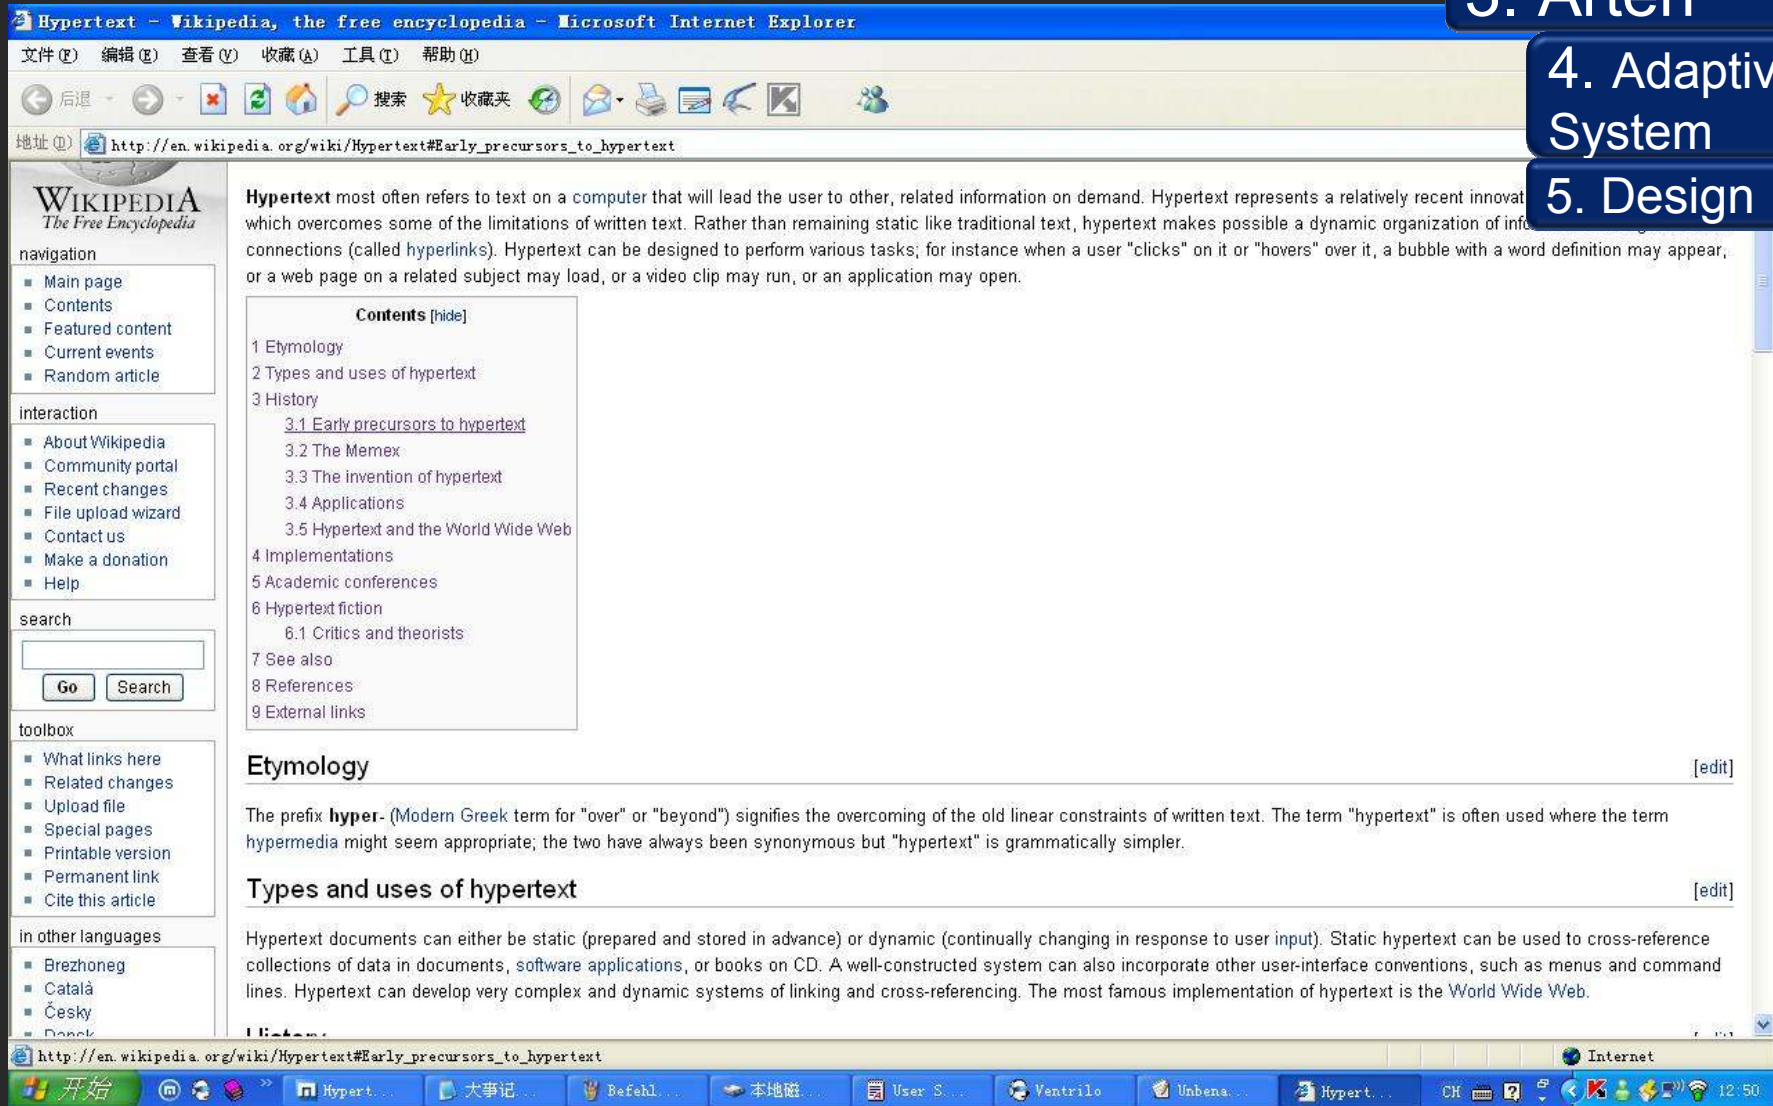 Hypertext - Wikipedia, the free encyclopedia - Microsoft Internet Explorer
3. Arten
文件(F) 编辑(E) 查看(V) 收藏(A) 工具(T) 帮助(H)
4. Adaptiv
System
5. Design
后退 搜索 收藏夹
地址(D) http://en.wikipedia.org/wiki/Hypertext#Early_precursors_to_hypertext
WIKIPEDIA
The Free Encyclopedia
navigation
Main page
Contents
Featured content
Current events
Random article
interaction
About Wikipedia
Community portal
Recent changes
File upload wizard
Contact us
Make a donation
Help
search
Go Search
toolbox
What links here
Related changes
Upload file
Special pages
Printable version
Permanent link
Cite this article
in other languages
Brezhoneg
Català
Česky
Dansk
Hypertext most often refers to text on a computer that will lead the user to other, related information on demand. Hypertext represents a relatively recent innovat
which overcomes some of the limitations of written text. Rather than remaining static like traditional text, hypertext makes possible a dynamic organization of
connections (called hyperlinks). Hypertext can be designed to perform various tasks; for instance when a user "clicks" on it or "hovers" over it, a bubble with a word definition may appear,
or a web page on a related subject may load, or a video clip may run, or an application may open.
Contents [hide]
1 Etymology
2 Types and uses of hypertext
3 History
3.1 Early precursors to hypertext
3.2 The Memex
3.3 The invention of hypertext
3.4 Applications
3.5 Hypertext and the World Wide Web
4 Implementations
5 Academic conferences
6 Hypertext fiction
6.1 Critics and theorists
7 See also
8 References
9 External links
Etymology [edit]
The prefix hyper- (Modern Greek term for "over" or "beyond") signifies the overcoming of the old linear constraints of written text. The term "hypertext" is often used where the term
hypermedia might seem appropriate; the two have always been synonymous but "hypertext" is grammatically simpler.
Types and uses of hypertext [edit]
Hypertext documents can either be static (prepared and stored in advance) or dynamic (continually changing in response to user input). Static hypertext can be used to cross-reference
collections of data in documents, software applications, or books on CD. A well-constructed system can also incorporate other user-interface conventions, such as menus and command
lines. Hypertext can develop very complex and dynamic systems of linking and cross-referencing. The most famous implementation of hypertext is the World Wide Web.
History [edit]
http://en.wikipedia.org/wiki/Hypertext#Early_precursors_to_hypertext Internet
开始 Hypert... 大事记... Befehl... 本地磁... User S... Ventrilo Unbena... Hypert... CH 12:50